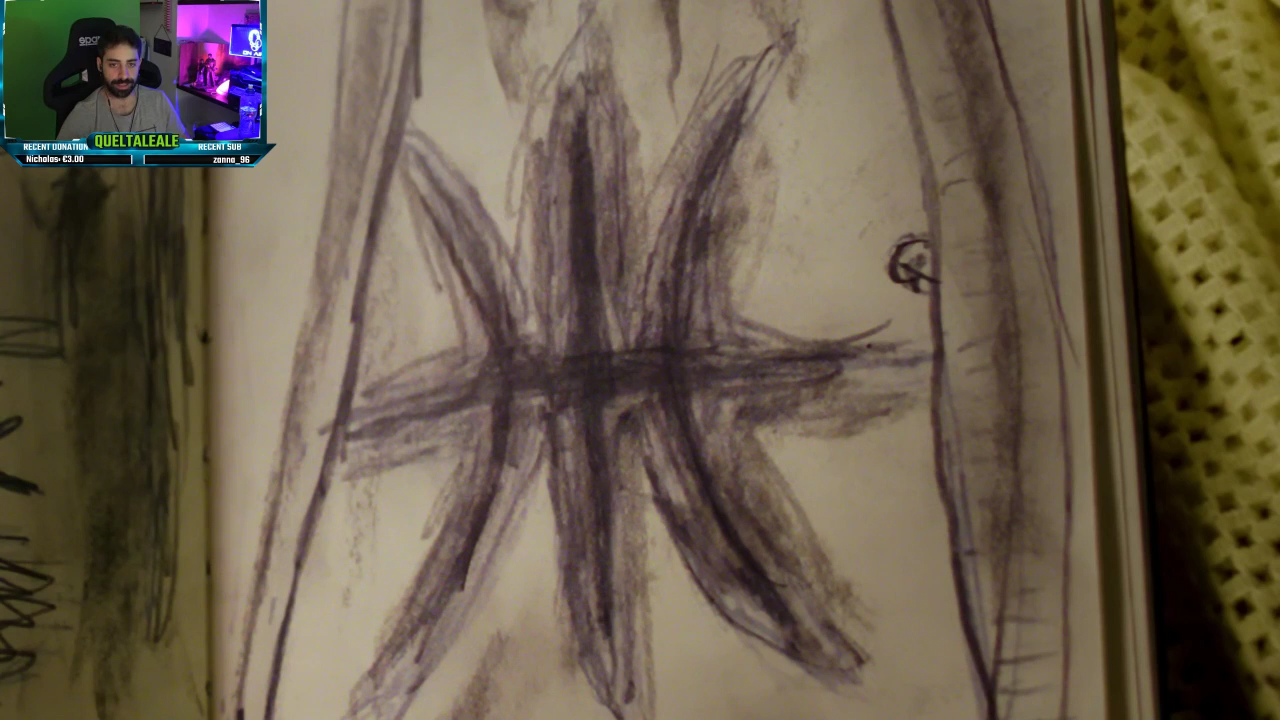 QUELTALEALE
RECENT DONATION RECENT SUB
Nicholas: €3.00 zanna_96